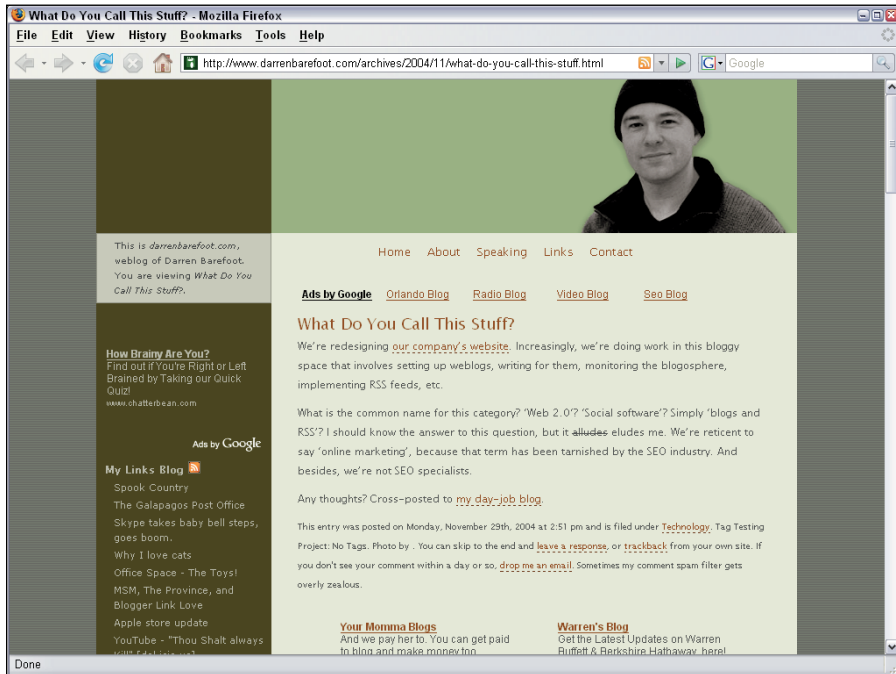 What Do You Call This Stuff? - Mozilla Firefox
File Edit View History Bookmarks Tools Help
http://www.darrenbarefoot.com/archives/2004/11/what-do-you-call-this-stuff.html
G Google
This is darrenbarefoot.com,
weblog of Darren Barefoot.
You are viewing What Do You
Call This Stuff?.
How Brainy Are You?
Find out if You're Right or Left
Brained by Taking our Quick
Quiz!
www.chatterbean.com
Ads by Google
My Links Blog
Spook Country
The Galapagos Post Office
Skype takes baby bell steps,
goes boom.
Why I love cats
Office Space - The Toys!
MSM, The Province, and
Blogger Link Love
Apple store update
YouTube - "Thou Shalt always
Home About Speaking Links Contact
Ads by Google Orlando Blog Radio Blog Video Blog Seo Blog
What Do You Call This Stuff?
We're redesigning our company's website. Increasingly, we're doing work in this bloggy
space that involves setting up weblogs, writing for them, monitoring the blogosphere,
implementing RSS feeds, etc.
What is the common name for this category? 'Web 2.0'? 'Social software'? Simply 'blogs and
RSS'? I should know the answer to this question, but it alludes eludes me. We're reticent to
say 'online marketing', because that term has been tarnished by the SEO industry. And
besides, we're not SEO specialists.
Any thoughts? Cross-posted to my day-job blog.
This entry was posted on Monday, November 29th, 2004 at 2:51 pm and is filed under Technology. Tag Testing
Project: No Tags. Photo by . You can skip to the end and leave a response, or trackback from your own site. If
you don't see your comment within a day or so, drop me an email. Sometimes my comment spam filter gets
overly zealous.
Your Momma Blogs
And we pay her to. You can get paid
to blog and make money too.
Warren's Blog
Get the Latest Updates on Warren
Buffett & Berkshire Hathaway, here!
Done